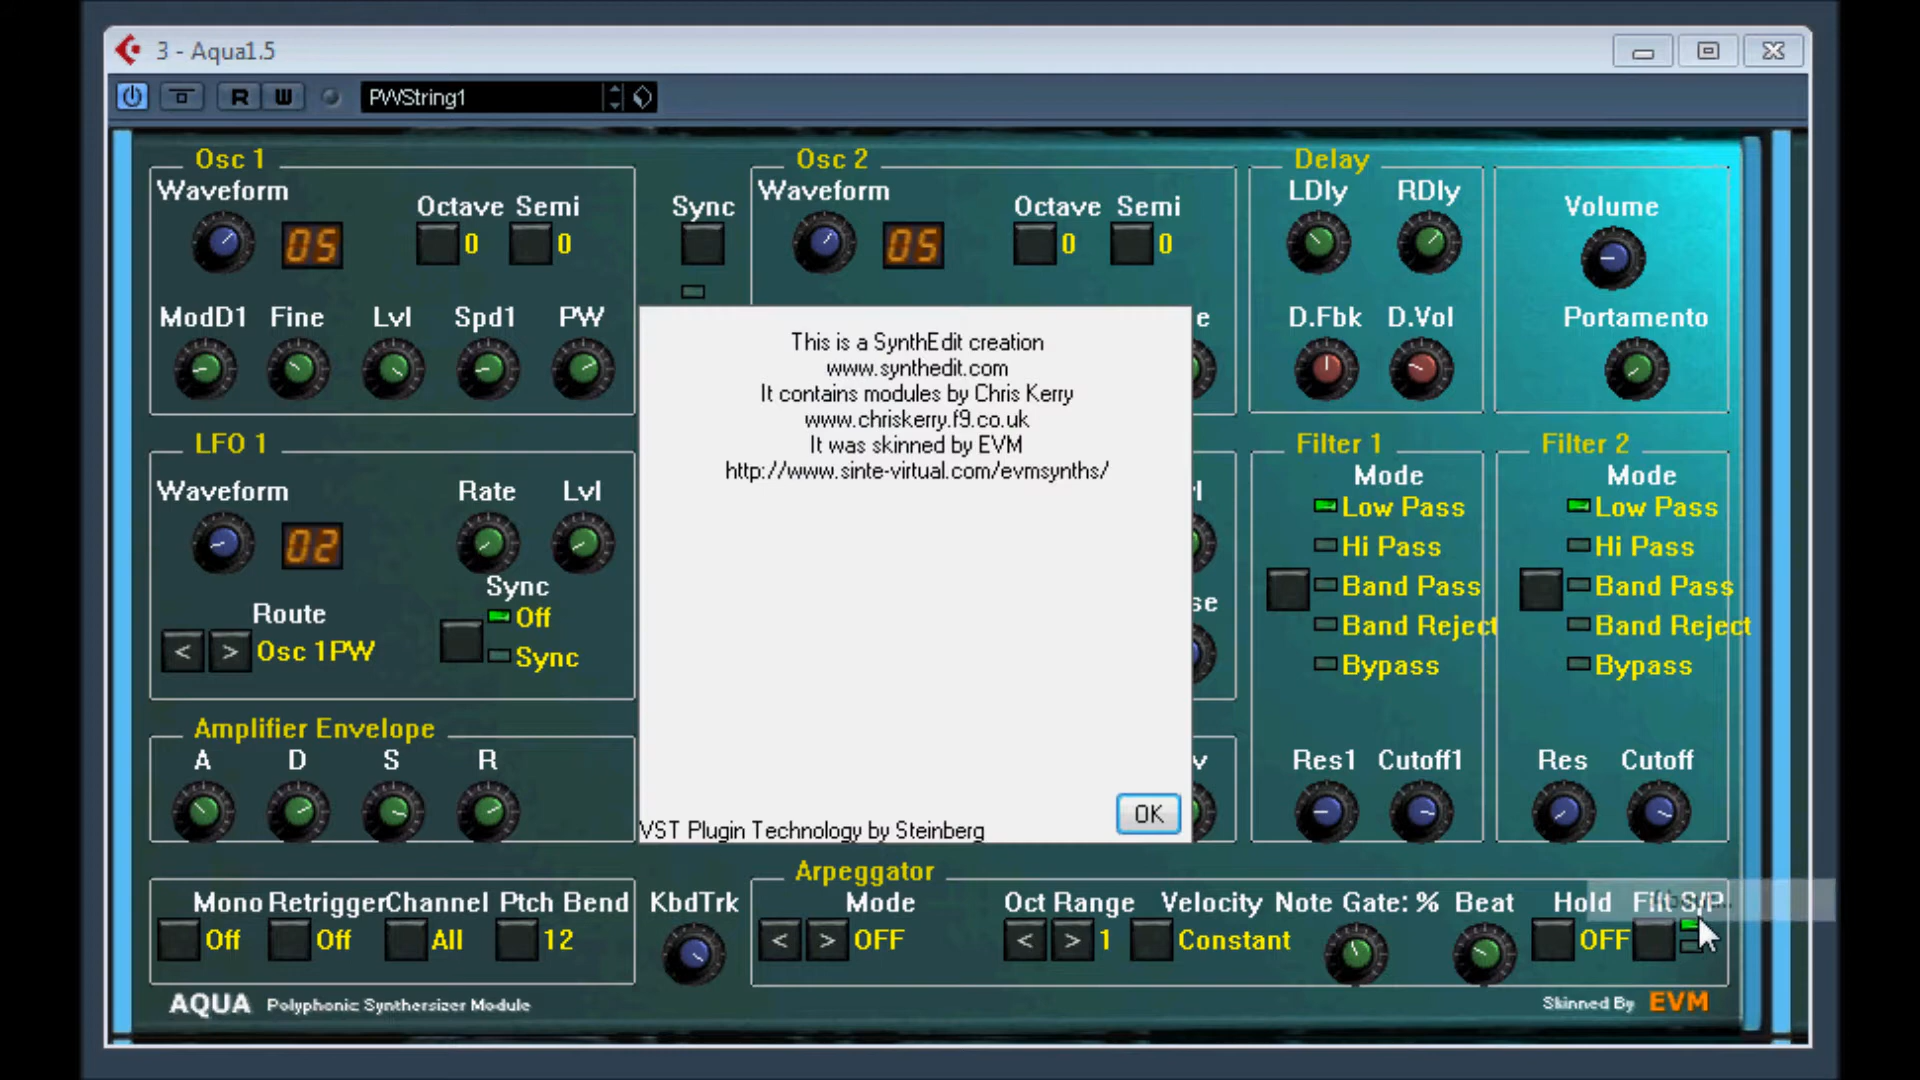 3 - Aqua1.5
R W PWString1
Osc 1
Waveform
05
Octave Semi
0 0
ModD1 Fine Lvl Spd1 PW
Sync
Osc 2
Waveform
05
Octave Semi
0 0
Delay
LDly RDly
D.Fbk D.Vol
Volume
Portamento
This is a SynthEdit creation
www.synthedit.com
It contains modules by Chris Kerry
www.chriskerry.f9.co.uk
It was skinned by EVM
http://www.sinte-virtual.com/evmsynths/
VST Plugin Technology by Steinberg
OK
LFO 1
Waveform
02
Rate Lvl
Sync
Off
Sync
Route
< > Osc 1PW
Filter 1
Mode
Low Pass
Hi Pass
Band Pass
Band Reject
Bypass
Res1 Cutoff1
Filter 2
Mode
Low Pass
Hi Pass
Band Pass
Band Reject
Bypass
Res Cutoff
Amplifier Envelope
A D S R
Mono Retrigger Channel Ptch Bend
Off Off All 12
KbdTrk
Arpeggator
Mode Oct Range Velocity Note Gate: % Beat Hold Filt S/P
< > OFF < > 1 Constant OFF
AQUA Polyphonic Synthersizer Module
Skinned By EVM